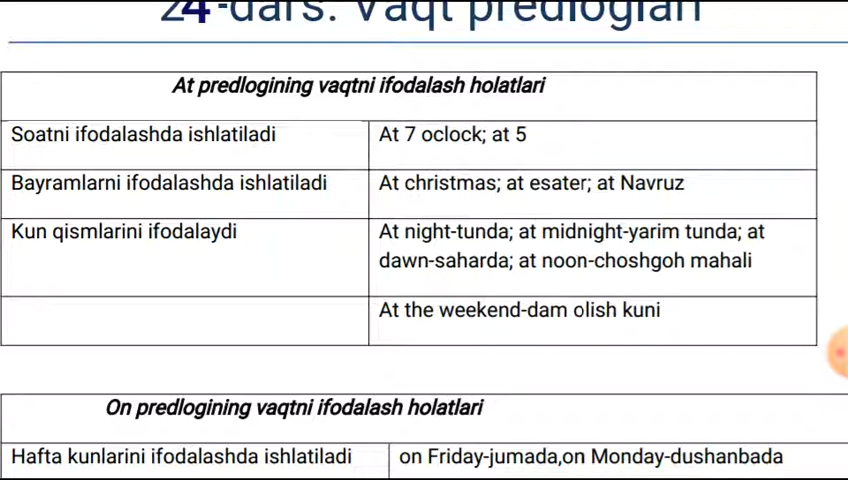 24-dars. Vaqt predloglari
At predlogining vaqtni ifodalash holatlari
Soatni ifodalashda ishlatiladi
At 7 oclock; at 5
Bayramlarni ifodalashda ishlatiladi
At christmas; at esater; at Navruz
Kun qismlarini ifodalaydi
At night-tunda; at midnight-yarim tunda; at
dawn-saharda; at noon-choshgoh mahali
At the weekend-dam olish kuni
On predlogining vaqtni ifodalash holatlari
Hafta kunlarini ifodalashda ishlatiladi
on Friday-jumada,on Monday-dushanbada